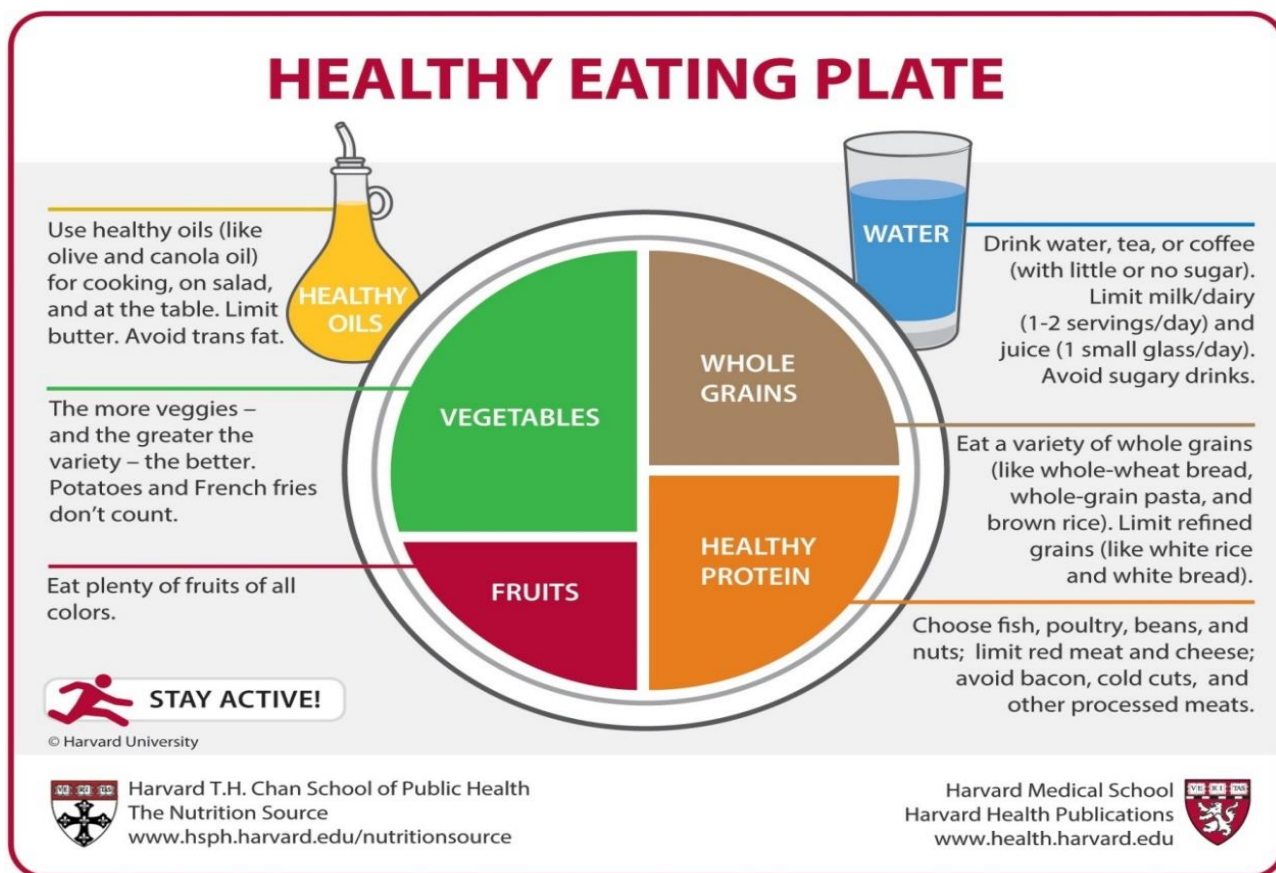 HEALTHY EATING PLATE
HEALTHY
OILS
Use healthy oils (like
olive and canola oil)
for cooking, on salad,
and at the table. Limit
butter. Avoid trans fat.
The more veggies –
and the greater the
variety – the better.
Potatoes and French fries
don’t count.
Eat plenty of fruits of all
colors.
STAY ACTIVE!
© Harvard University
VEGETABLES
FRUITS
WHOLE
GRAINS
HEALTHY
PROTEIN
WATER
Drink water, tea, or coffee
(with little or no sugar).
Limit milk/dairy
(1-2 servings/day) and
juice (1 small glass/day).
Avoid sugary drinks.
Eat a variety of whole grains
(like whole-wheat bread,
whole-grain pasta, and
brown rice). Limit refined
grains (like white rice
and white bread).
Choose fish, poultry, beans, and
nuts; limit red meat and cheese;
avoid bacon, cold cuts, and
other processed meats.
VE RI TAS
Harvard T.H. Chan School of Public Health
The Nutrition Source
www.hsph.harvard.edu/nutritionsource
Harvard Medical School
Harvard Health Publications
www.health.harvard.edu
VE RI TAS